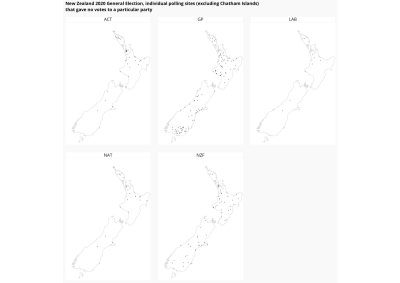 New Zealand 2020 General Election, individual polling sites (excluding Chatham Islands)
that gave no votes to a particular party
ACT
GP
LAB
NAT
NZF